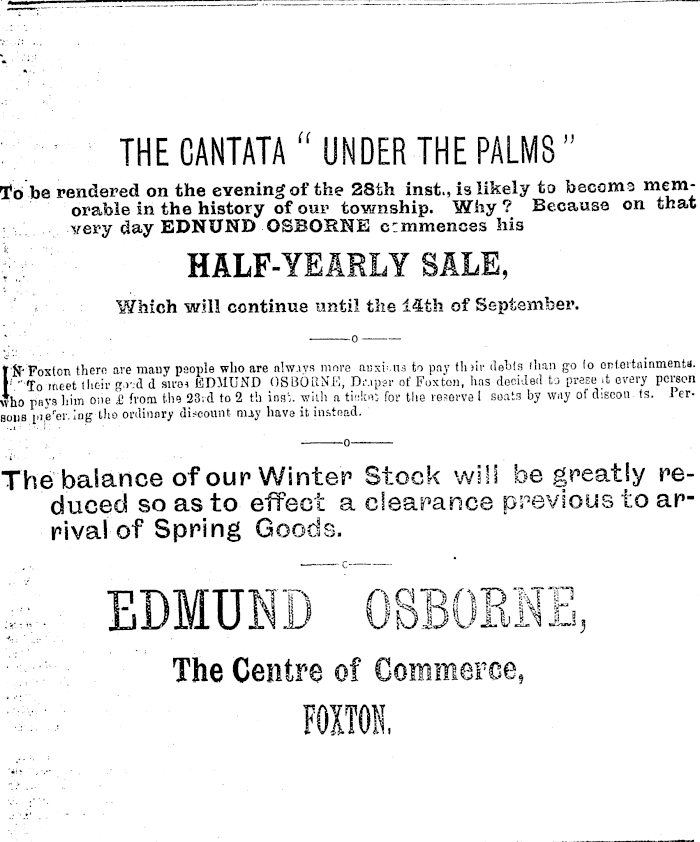 THE CANTATA " UNDER THE PALMS "
To be rendered on the evening of the 28th inst., is likely to become mem-
orable in the history of our township. Why? Because on that
very day EDNUND OSBORNE commences his
HALF-YEARLY SALE,
Which will continue until the 14th of September.
IN Foxton there are many people who are always more anxious to pay their debts than go to entertainments.
To meet their good desires EDMUND OSBORNE, Draper of Foxton, has decided to present every person
who pays him one £ from the 23rd to inst. with a ticket for the reserved seats by way of discounts. Per-
sons prefering the ordinary discount may have it instead.
The balance of our Winter Stock will be greatly re-
duced so as to effect a clearance previous to ar-
rival of Spring Goods.
EDMUND OSBORNE,
The Centre of Commerce,
FOXTON.